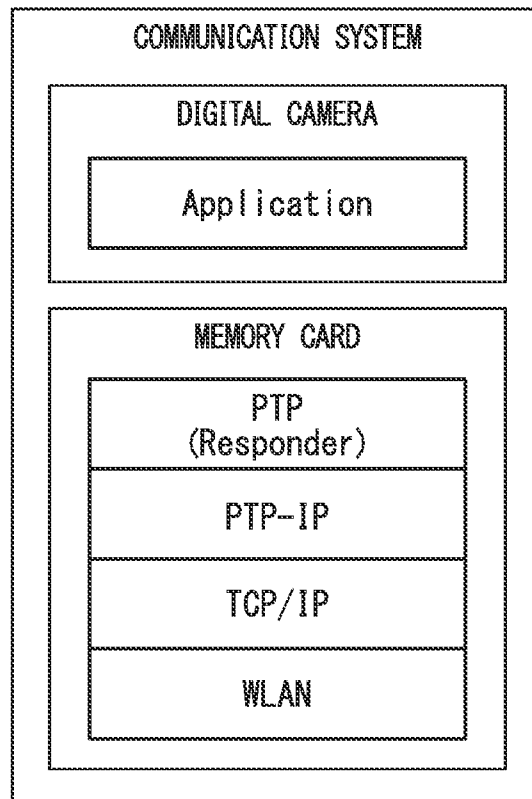 COMMUNICATION SYSTEM
DIGITAL CAMERA
Application
MEMORY CARD
PTP
(Responder)
PTP-IP
TCP/IP
WLAN